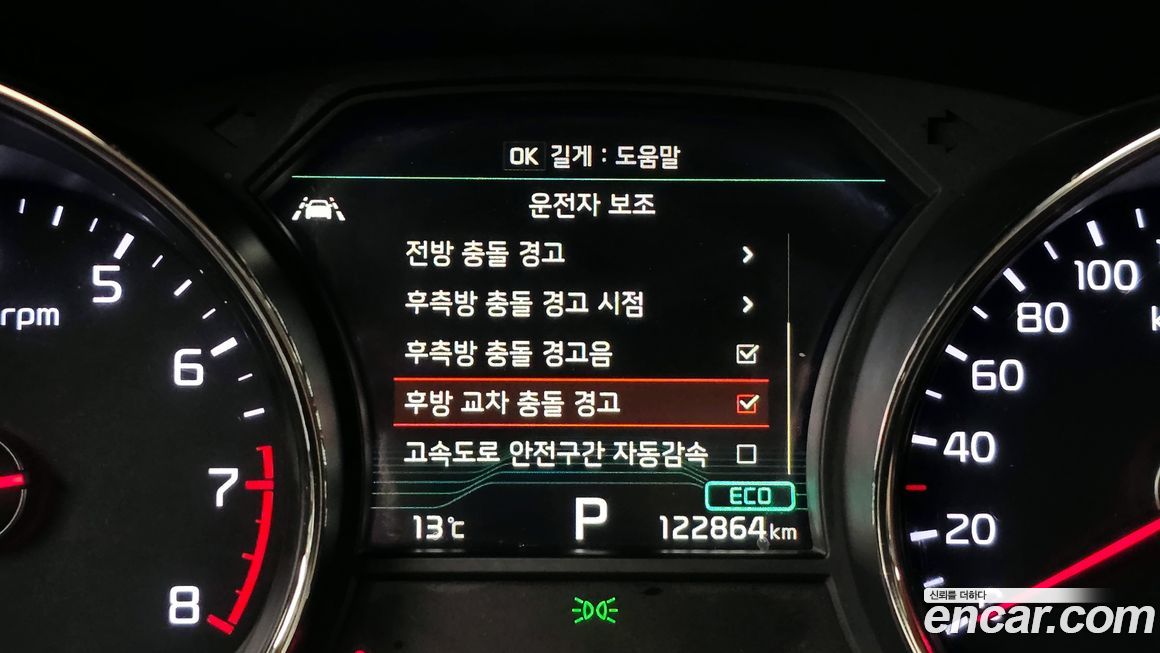 OK 길게 : 도움말
운전자 보조
전방 충돌 경고
후측방 충돌 경고 시점
후측방 충돌 경고음
후방 교차 충돌 경고
고속도로 안전구간 자동감속
ECO
13℃ P 122864km
5
6
7
8
rpm
100
80
60
40
20
신뢰를 더하다
encar.com